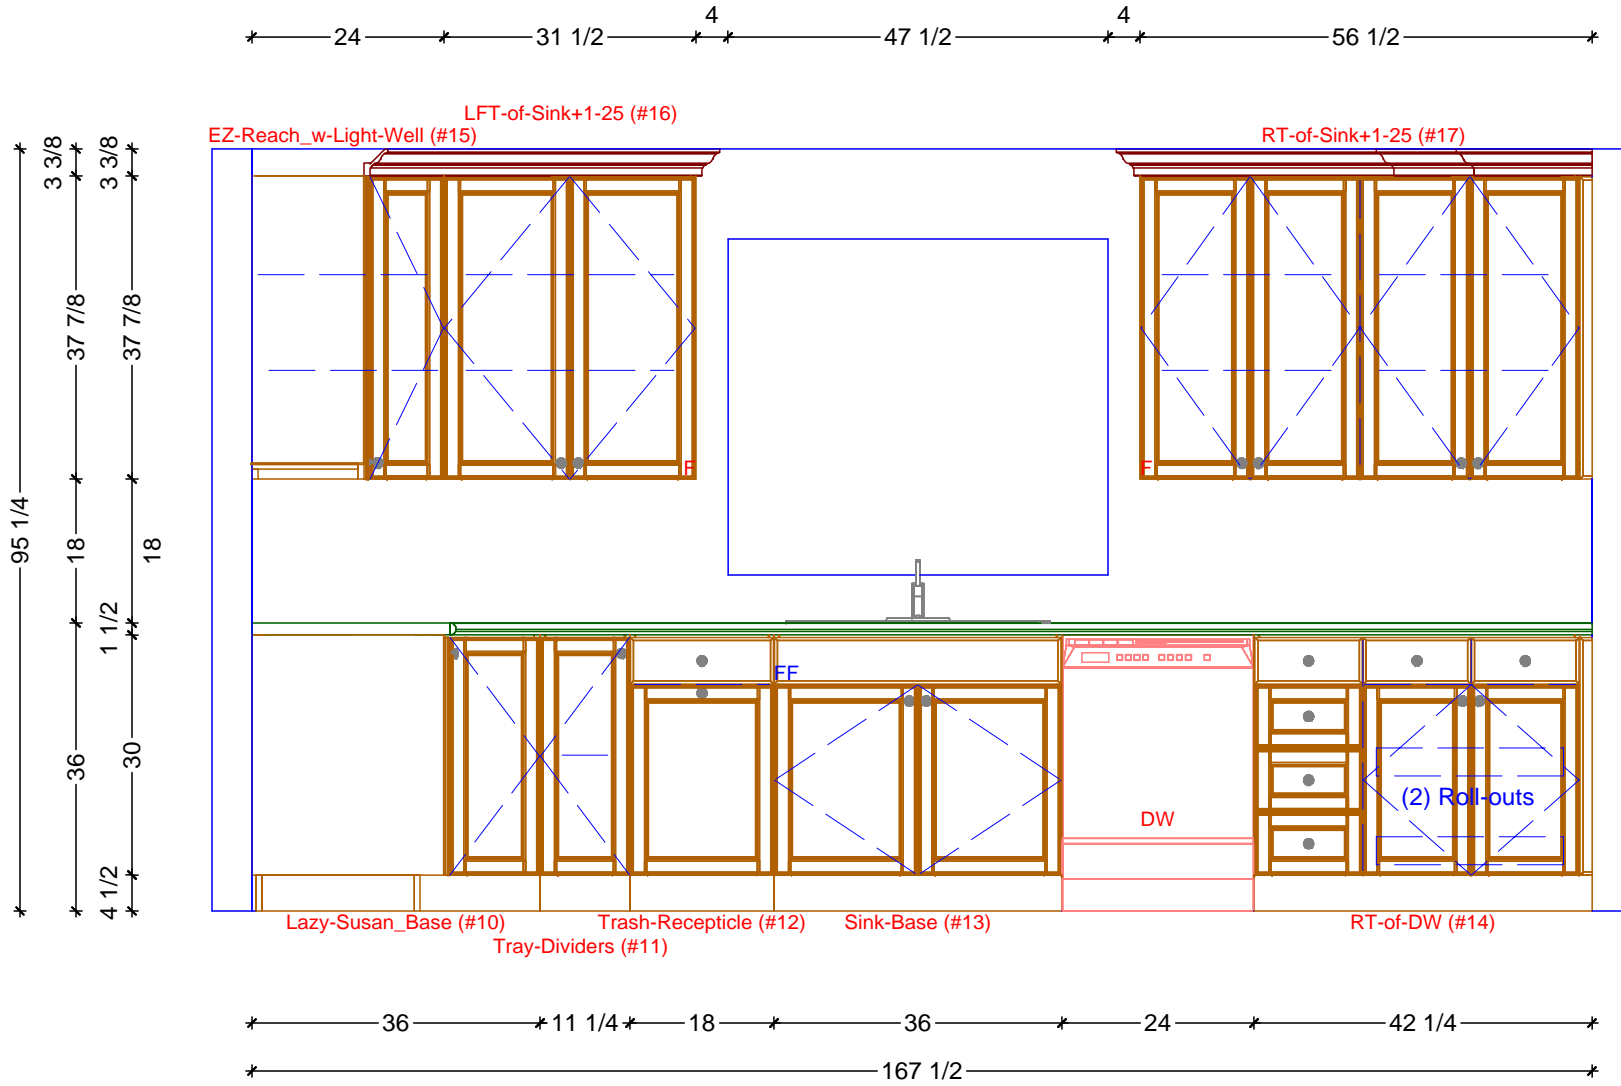 4 4
24 31 1/2 47 1/2 56 1/2
LFT-of-Sink+1-25 (#16)
EZ-Reach_w-Light-Well (#15) RT-of-Sink+1-25 (#17)
3 3/8 3 3/8
37 7/8 37 7/8
F F
95 1/4
18 18
1 1/2
FF
36 30
(2) Roll-outs
DW
4 1/2
Lazy-Susan_Base (#10) Trash-Recepticle (#12) Sink-Base (#13) RT-of-DW (#14)
Tray-Dividers (#11)
36 11 1/4 18 36 24 42 1/4
167 1/2